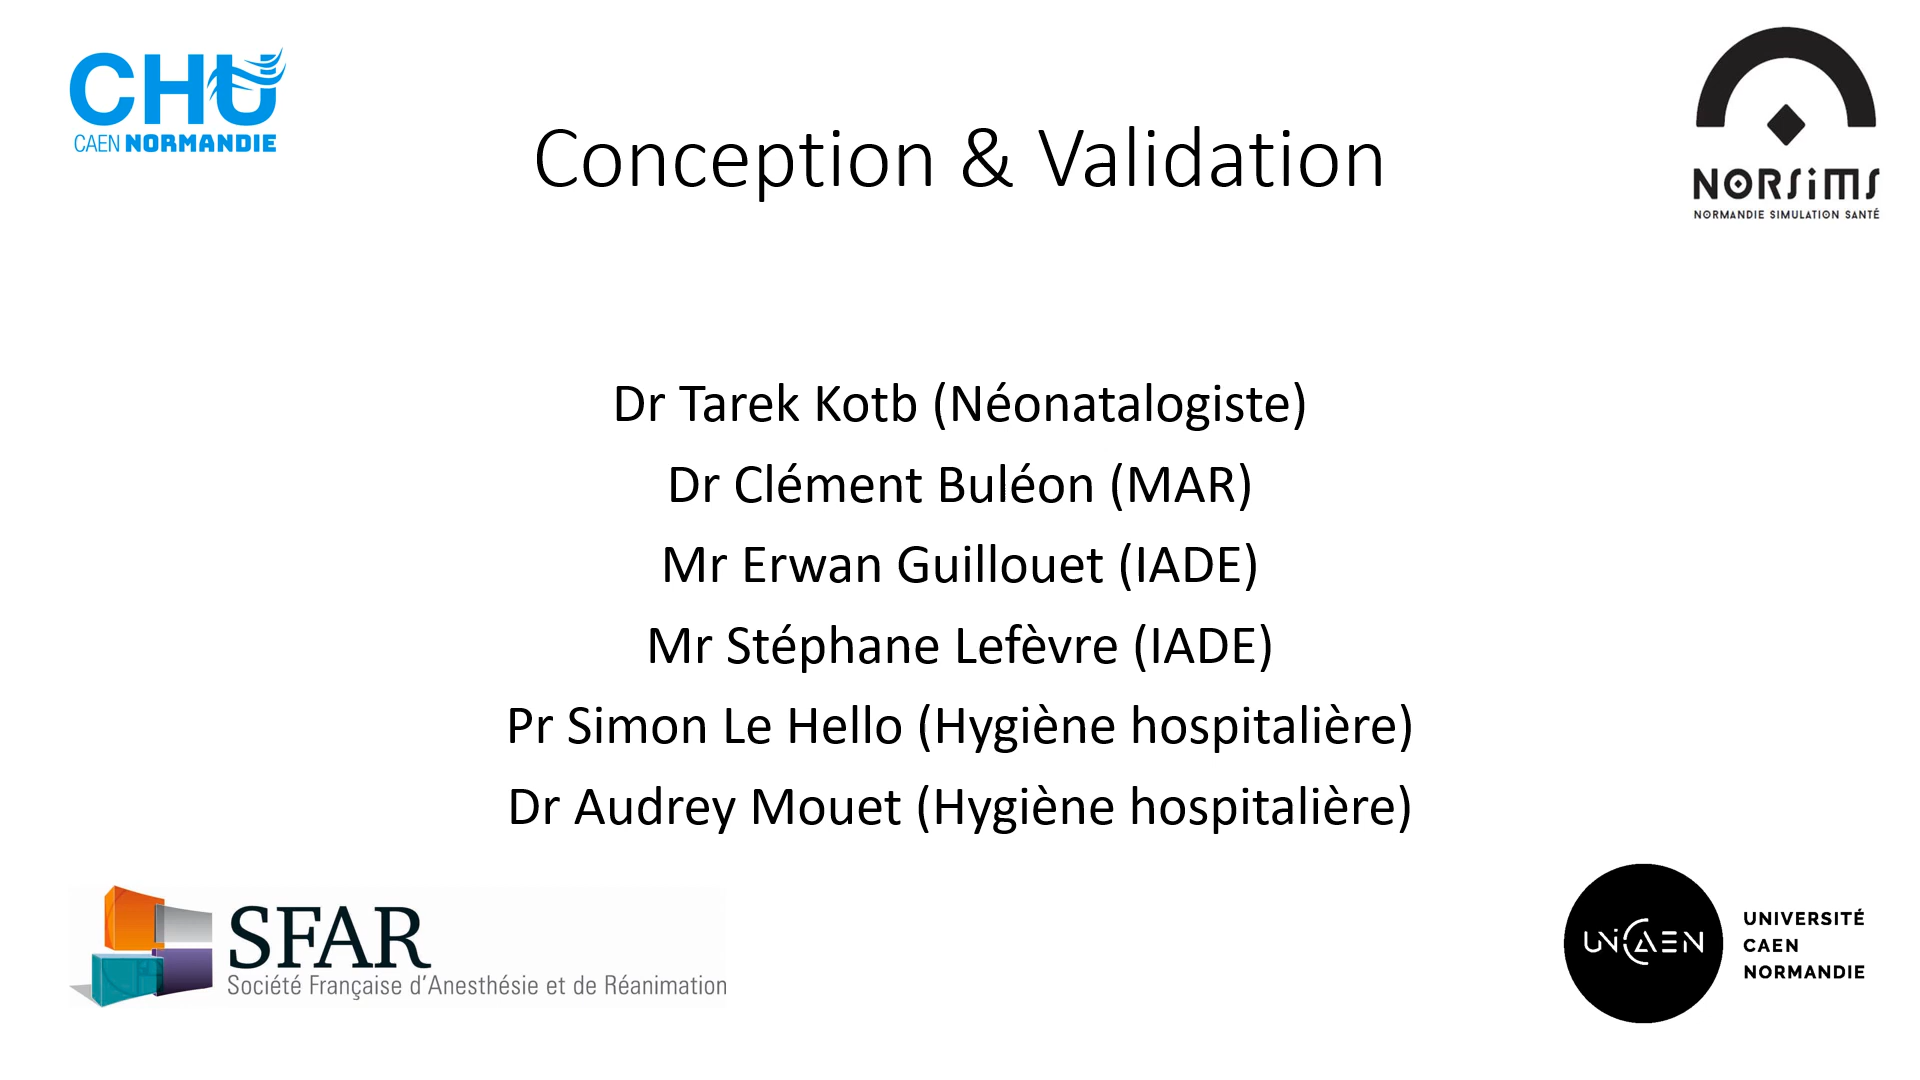 CHU
CAEN NORMANDIE
NORSiMS
NORMANDIE SIMULATION SANTÉ
Conception & Validation
Dr Tarek Kotb (Néonatalogiste)
Dr Clément Buléon (MAR)
Mr Erwan Guillouet (IADE)
Mr Stéphane Lefèvre (IADE)
Pr Simon Le Hello (Hygiène hospitalière)
Dr Audrey Mouet (Hygiène hospitalière)
SFAR
Société Française d'Anesthésie et de Réanimation
UNICAEN
UNIVERSITÉ
CAEN
NORMANDIE